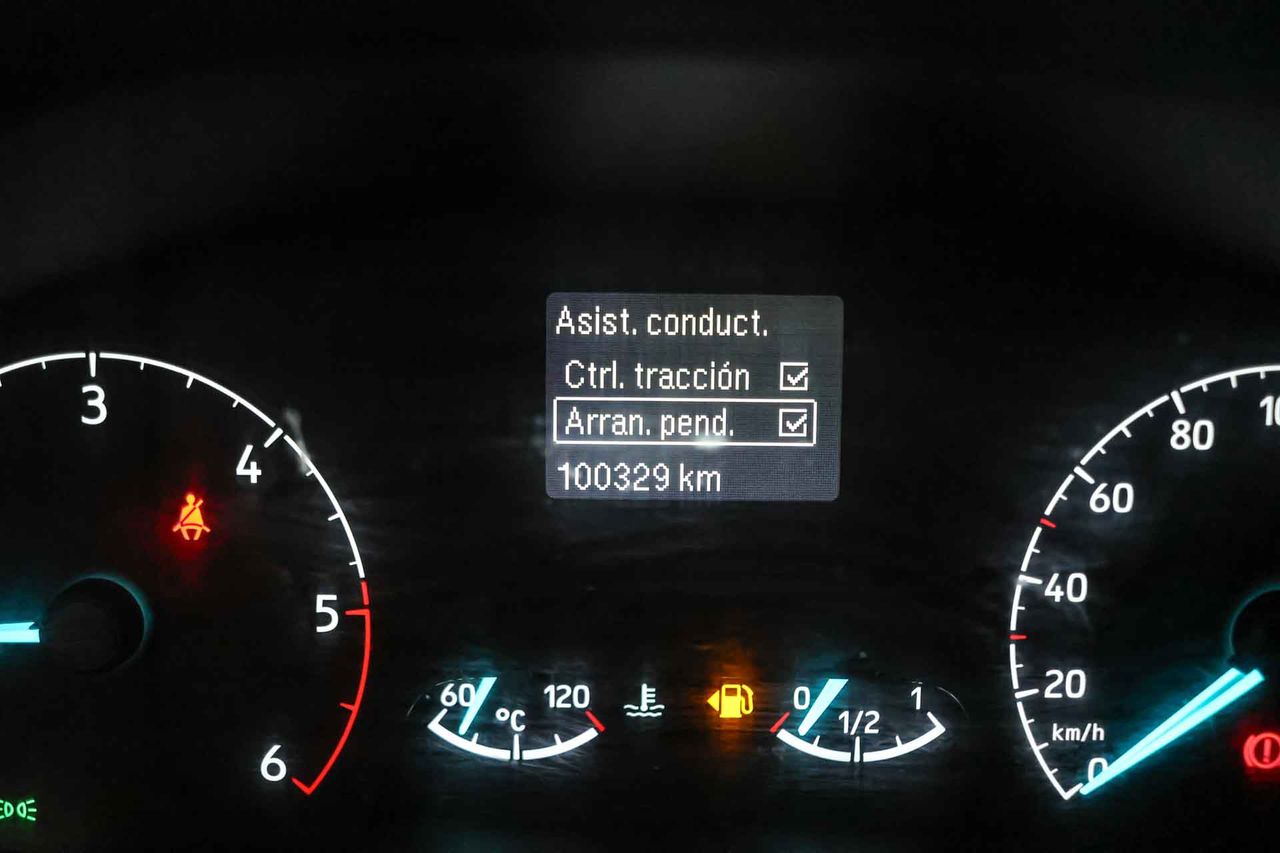 Asist. conduct.
Ctrl. tracción
Arran. pend.
100329 km
3
4
5
6
60
120
°C
0
1/2
1
80
60
40
20
km/h
0